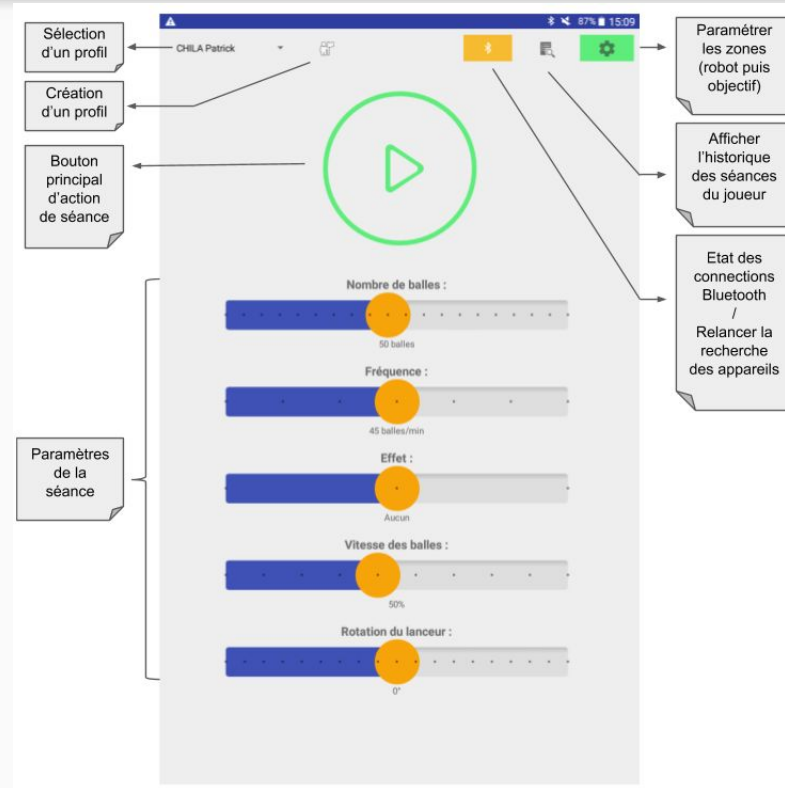 Sélection
d'un profil
Création
d'un profil
Bouton
principal
d'action
de séance
Paramètres
de la
séance
87% 15:09
CHILA Patrick
Nombre de balles :
50 balles
Fréquence :
45 balles/min
Effet :
Aucun
Vitesse des balles :
50%
Rotation du lanceur :
0°
Paramétrer
les zones
(robot puis
objectif)
Afficher
l'historique
des séances
du joueur
Etat des
connections
Bluetooth
/
Relancer la
recherche
des appareils